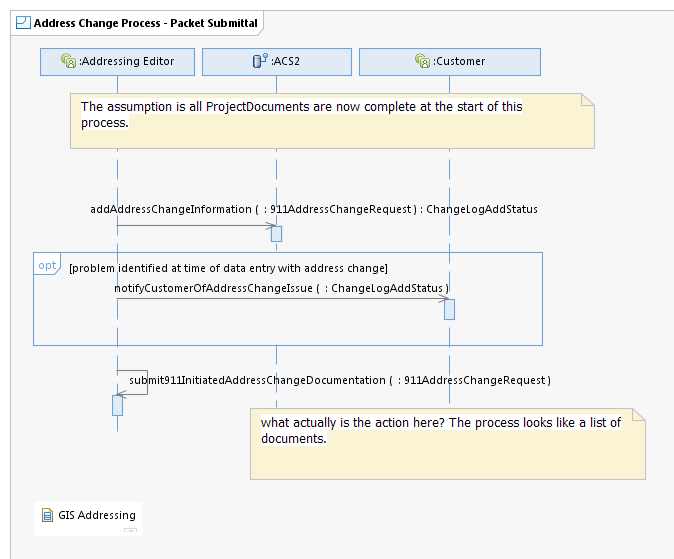 Address Change Process - Packet Submittal
:Addressing Editor
:ACS2
:Customer
The assumption is all ProjectDocuments are now complete at the start of this
process.
addAddressChangeInformation ( : 911AddressChangeRequest ) : ChangeLogAddStatus
opt
[problem identified at time of data entry with address change]
notifyCustomerOfAddressChangeIssue ( : ChangeLogAddStatus )
submit911InitiatedAddressChangeDocumentation ( : 911AddressChangeRequest )
what actually is the action here? The process looks like a list of
documents.
GIS Addressing